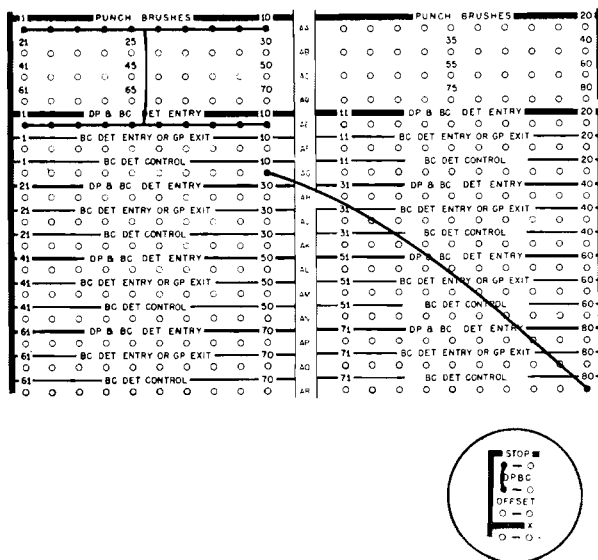 1 PUNCH BRUSHES 10 PUNCH BRUSHES 20
AA
21 25 30 35 40
AB
41 45 50 55 60
AC
61 65 70 75 80
AD
1 DP & BC DET ENTRY 10 11 DP & BC DET ENTRY 20
AE
1 BC DET ENTRY OR GP EXIT 10 11 BC DET ENTRY OR GP EXIT 20
AF
1 BC DET CONTROL 10 11 BC DET CONTROL 20
AG
21 DP & BC DET ENTRY 30 31 DP & BC DET ENTRY 40
AH
21 BC DET ENTRY OR GP EXIT 30 31 BC DET ENTRY OR GP EXIT 40
21 BC DET CONTROL 30 31 BC DET CONTROL 40
AK
41 DP & BC DET ENTRY 50 51 DP & BC DET ENTRY 60
AL
41 BC DET ENTRY OR GP EXIT 50 51 BC DET ENTRY OR GP EXIT 60
AM
41 BC DET CONTROL 50 51 BC DET CONTROL 60
AN
61 DP & BC DET ENTRY 70 71 DP & BC DET ENTRY 80
AP
61 BC DET ENTRY OR GP EXIT 70 71 BC DET ENTRY OR GP EXIT 80
AQ
61 BC DET CONTROL 70 71 BC DET CONTROL 80
AR
STOP
DPBC
OFFSET
X